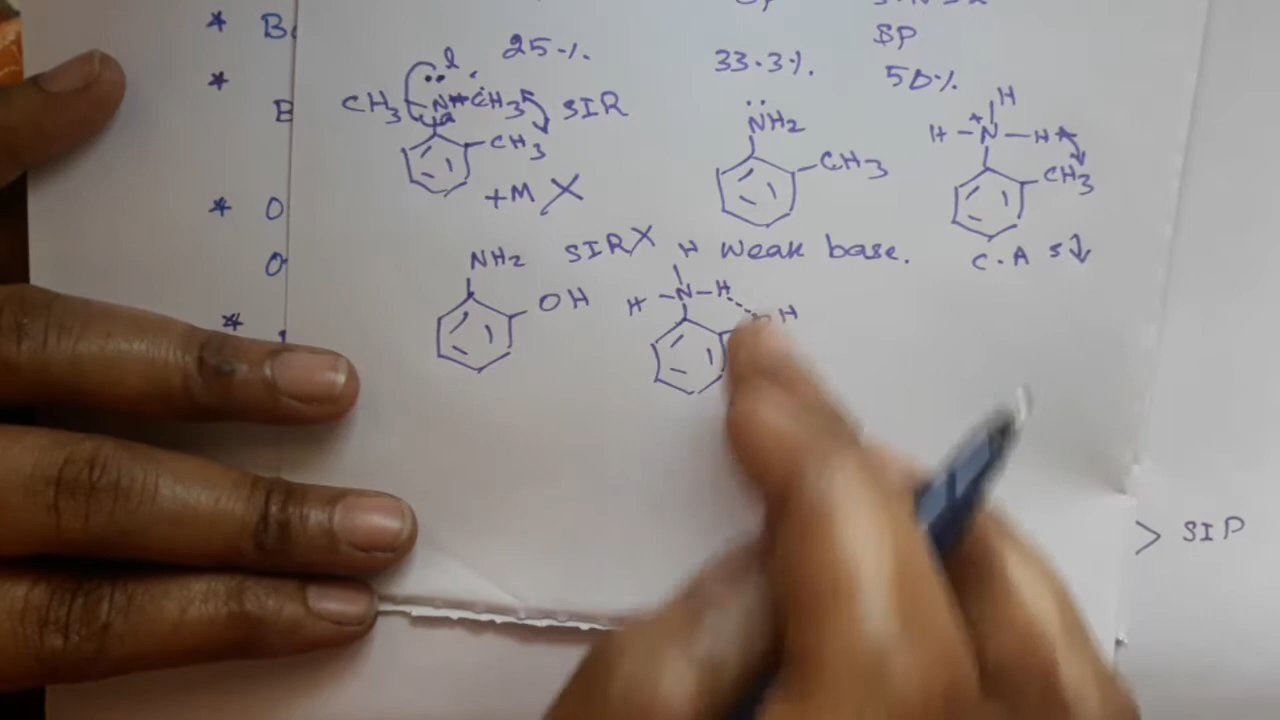 * B
25%.
33.3%.
SP
50%
*
B
CH3 N CH3 SIR
CH3
+M X
NH2
CH3
H
H N + H
CH3
C.A S↓
* O
SIR X weak base.
O
NH2
OH
H
H N H
H
*
> SIP